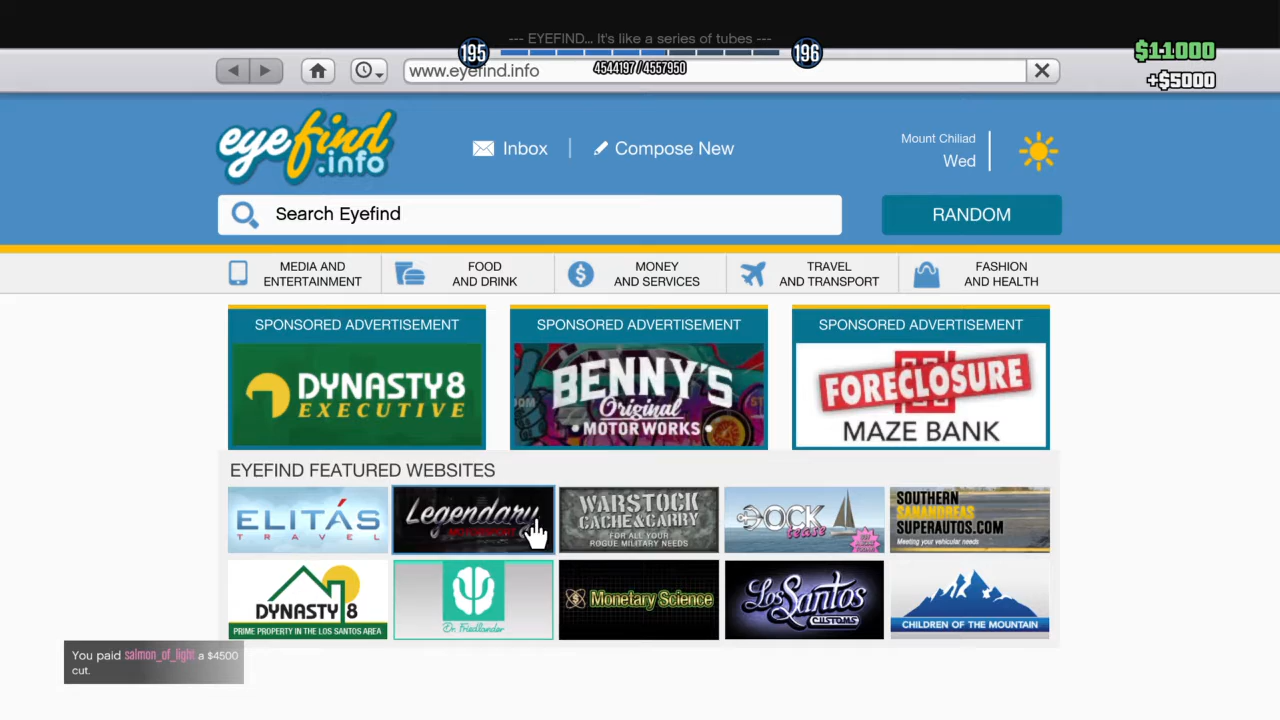 --- EYEFIND... It's like a series of tubes ---
195
196
4544197 / 4557950
$11000
+$5000
www.eyefind.info
eyefind.info
Inbox
Compose New
Mount Chiliad
Wed
Search Eyefind
RANDOM
MEDIA AND ENTERTAINMENT
FOOD AND DRINK
MONEY AND SERVICES
TRAVEL AND TRANSPORT
FASHION AND HEALTH
SPONSORED ADVERTISEMENT
DYNASTY8
EXECUTIVE
SPONSORED ADVERTISEMENT
BENNY'S
Original
MOTOR WORKS
SPONSORED ADVERTISEMENT
FORECLOSURE
MAZE BANK
EYEFIND FEATURED WEBSITES
ELITÁS
TRAVEL
Legendary
MOTORSPORT
WARSTOCK
CACHE & CARRY
FOR ALL YOUR
ROGUE MILITARY NEEDS
DOCK
tease
SOUTHERN
SANANDREAS
SUPERAUTOS.COM
Meeting your vehicular needs
DYNASTY 8
PRIME PROPERTY IN THE LOS SANTOS AREA
Dr. Friedlander
Monetary Science
Los Santos
CUSTOMS
CHILDREN OF THE MOUNTAIN
You paid salmon_of_light a $4500
cut.